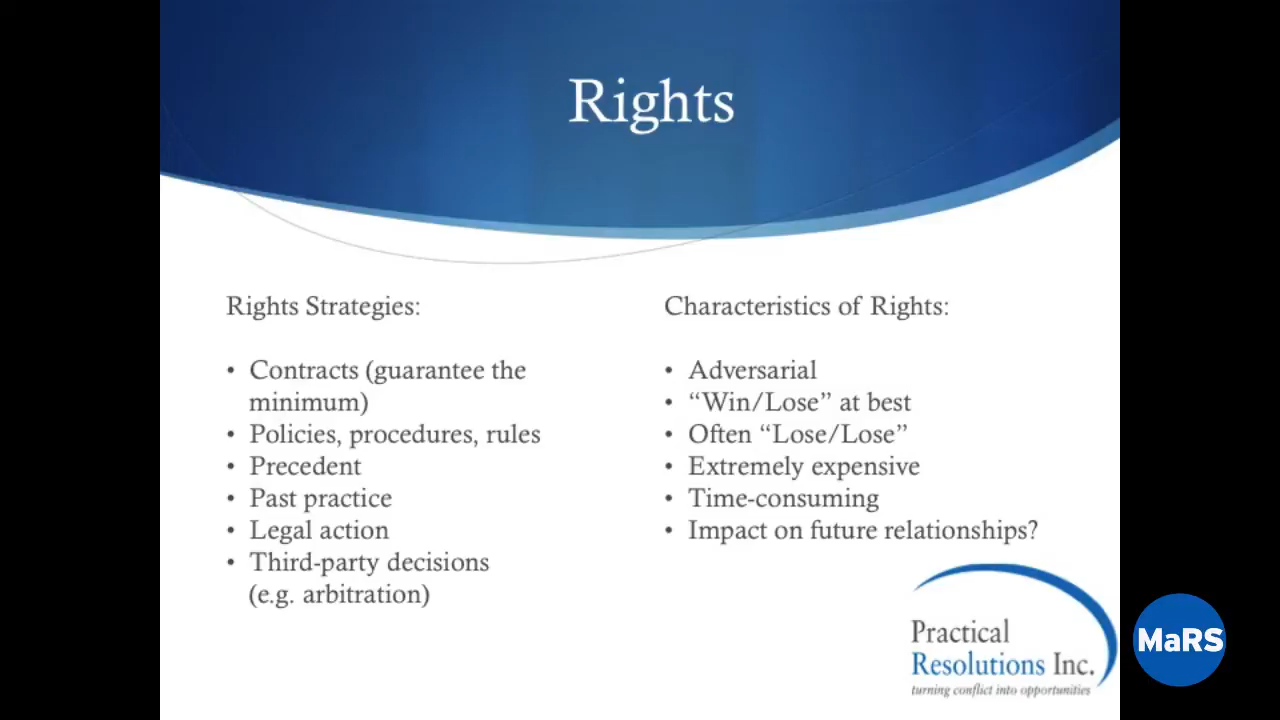 Rights
Rights Strategies:
• Contracts (guarantee the
minimum)
• Policies, procedures, rules
• Precedent
• Past practice
• Legal action
• Third-party decisions
(e.g. arbitration)
Characteristics of Rights:
• Adversarial
• “Win/Lose” at best
• Often “Lose/Lose”
• Extremely expensive
• Time-consuming
• Impact on future relationships?
Practical
Resolutions Inc.
turning conflict into opportunities
MaRS